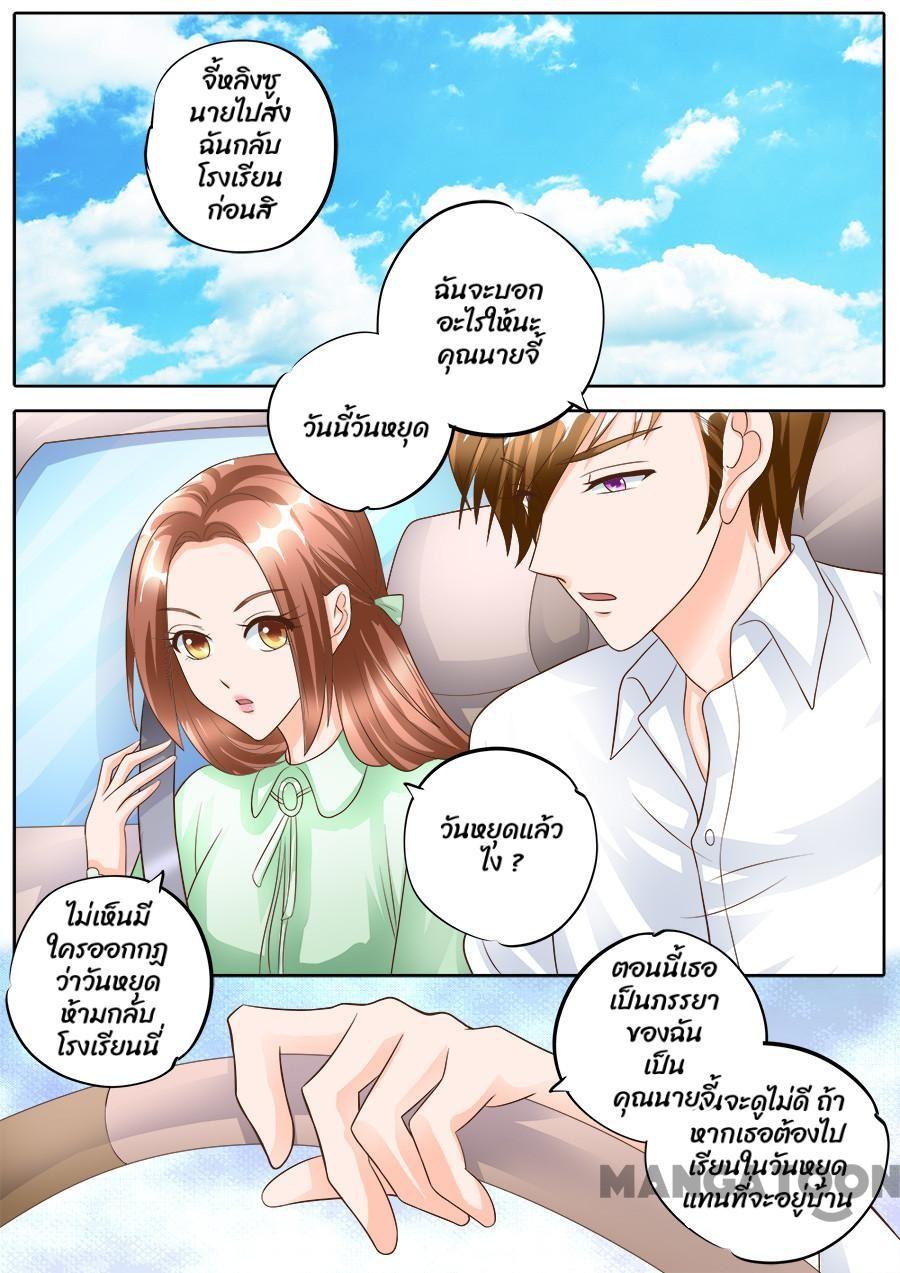 จี้หลิงซู
นายไปส่ง
ฉันกลับ
โรงเรียน
ก่อนสิ
ฉันจะบอก
อะไรให้นะ
คุณนายจี้
วันนี้วันหยุด
วันหยุดแล้ว
ไง ?
ไม่เห็นมี
ใครออกกฎ
ว่าวันหยุด
ห้ามกลับ
โรงเรียนนี่
ตอนนี้เธอ
เป็นภรรยา
ของฉัน
เป็น
คุณนายจี้
จะดูไม่ดี ถ้า
หากเธอต้องไป
เรียนในวันหยุด
แทนที่จะอยู่บ้าน
MANGATOON